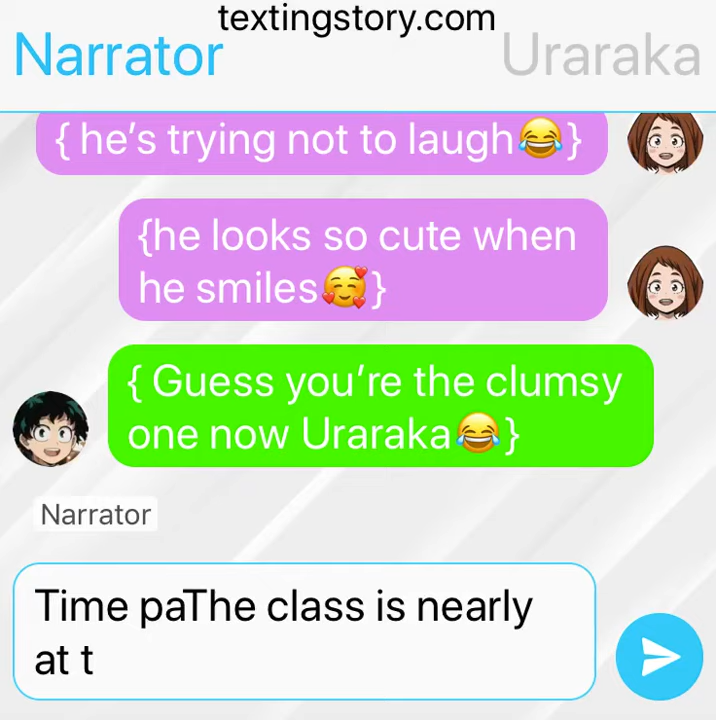 textingstory.com
Narrator
Uraraka
{ he’s trying not to laugh😂}
{he looks so cute when
he smiles🥰}
{ Guess you’re the clumsy
one now Uraraka😂}
Narrator
Time paThe class is nearly
at t